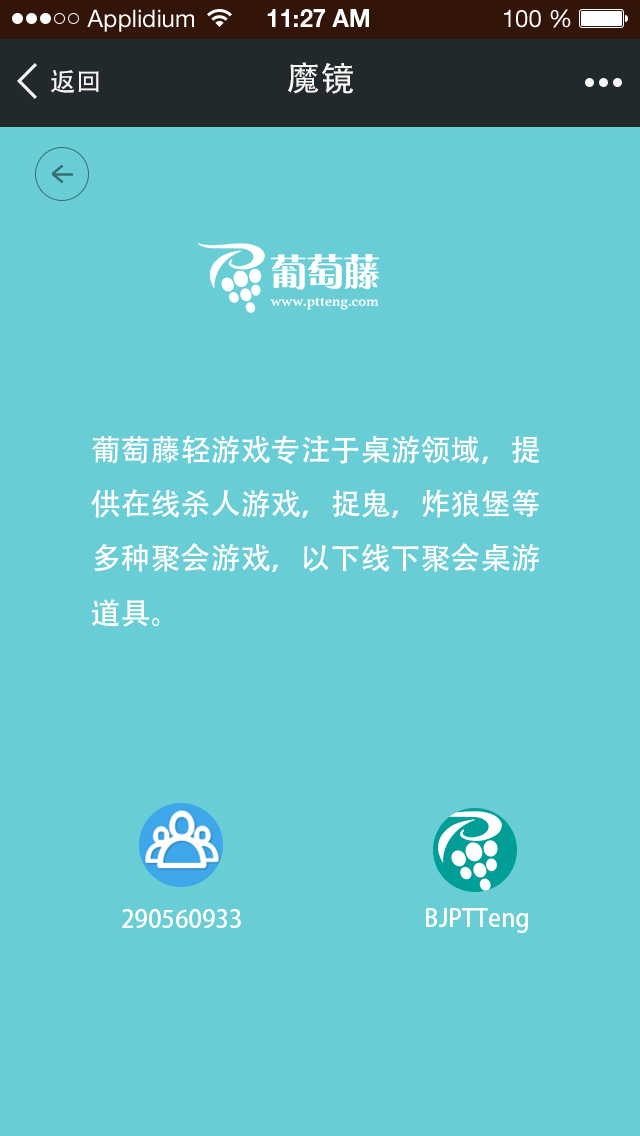 Applidium 11:27 AM 100 %
返回 魔镜
葡萄藤
www.ptteng.com
葡萄藤轻游戏专注于桌游领域，提
供在线杀人游戏，捉鬼，炸狼堡等
多种聚会游戏，以下线下聚会桌游
道具。
290560933 BJPTTeng